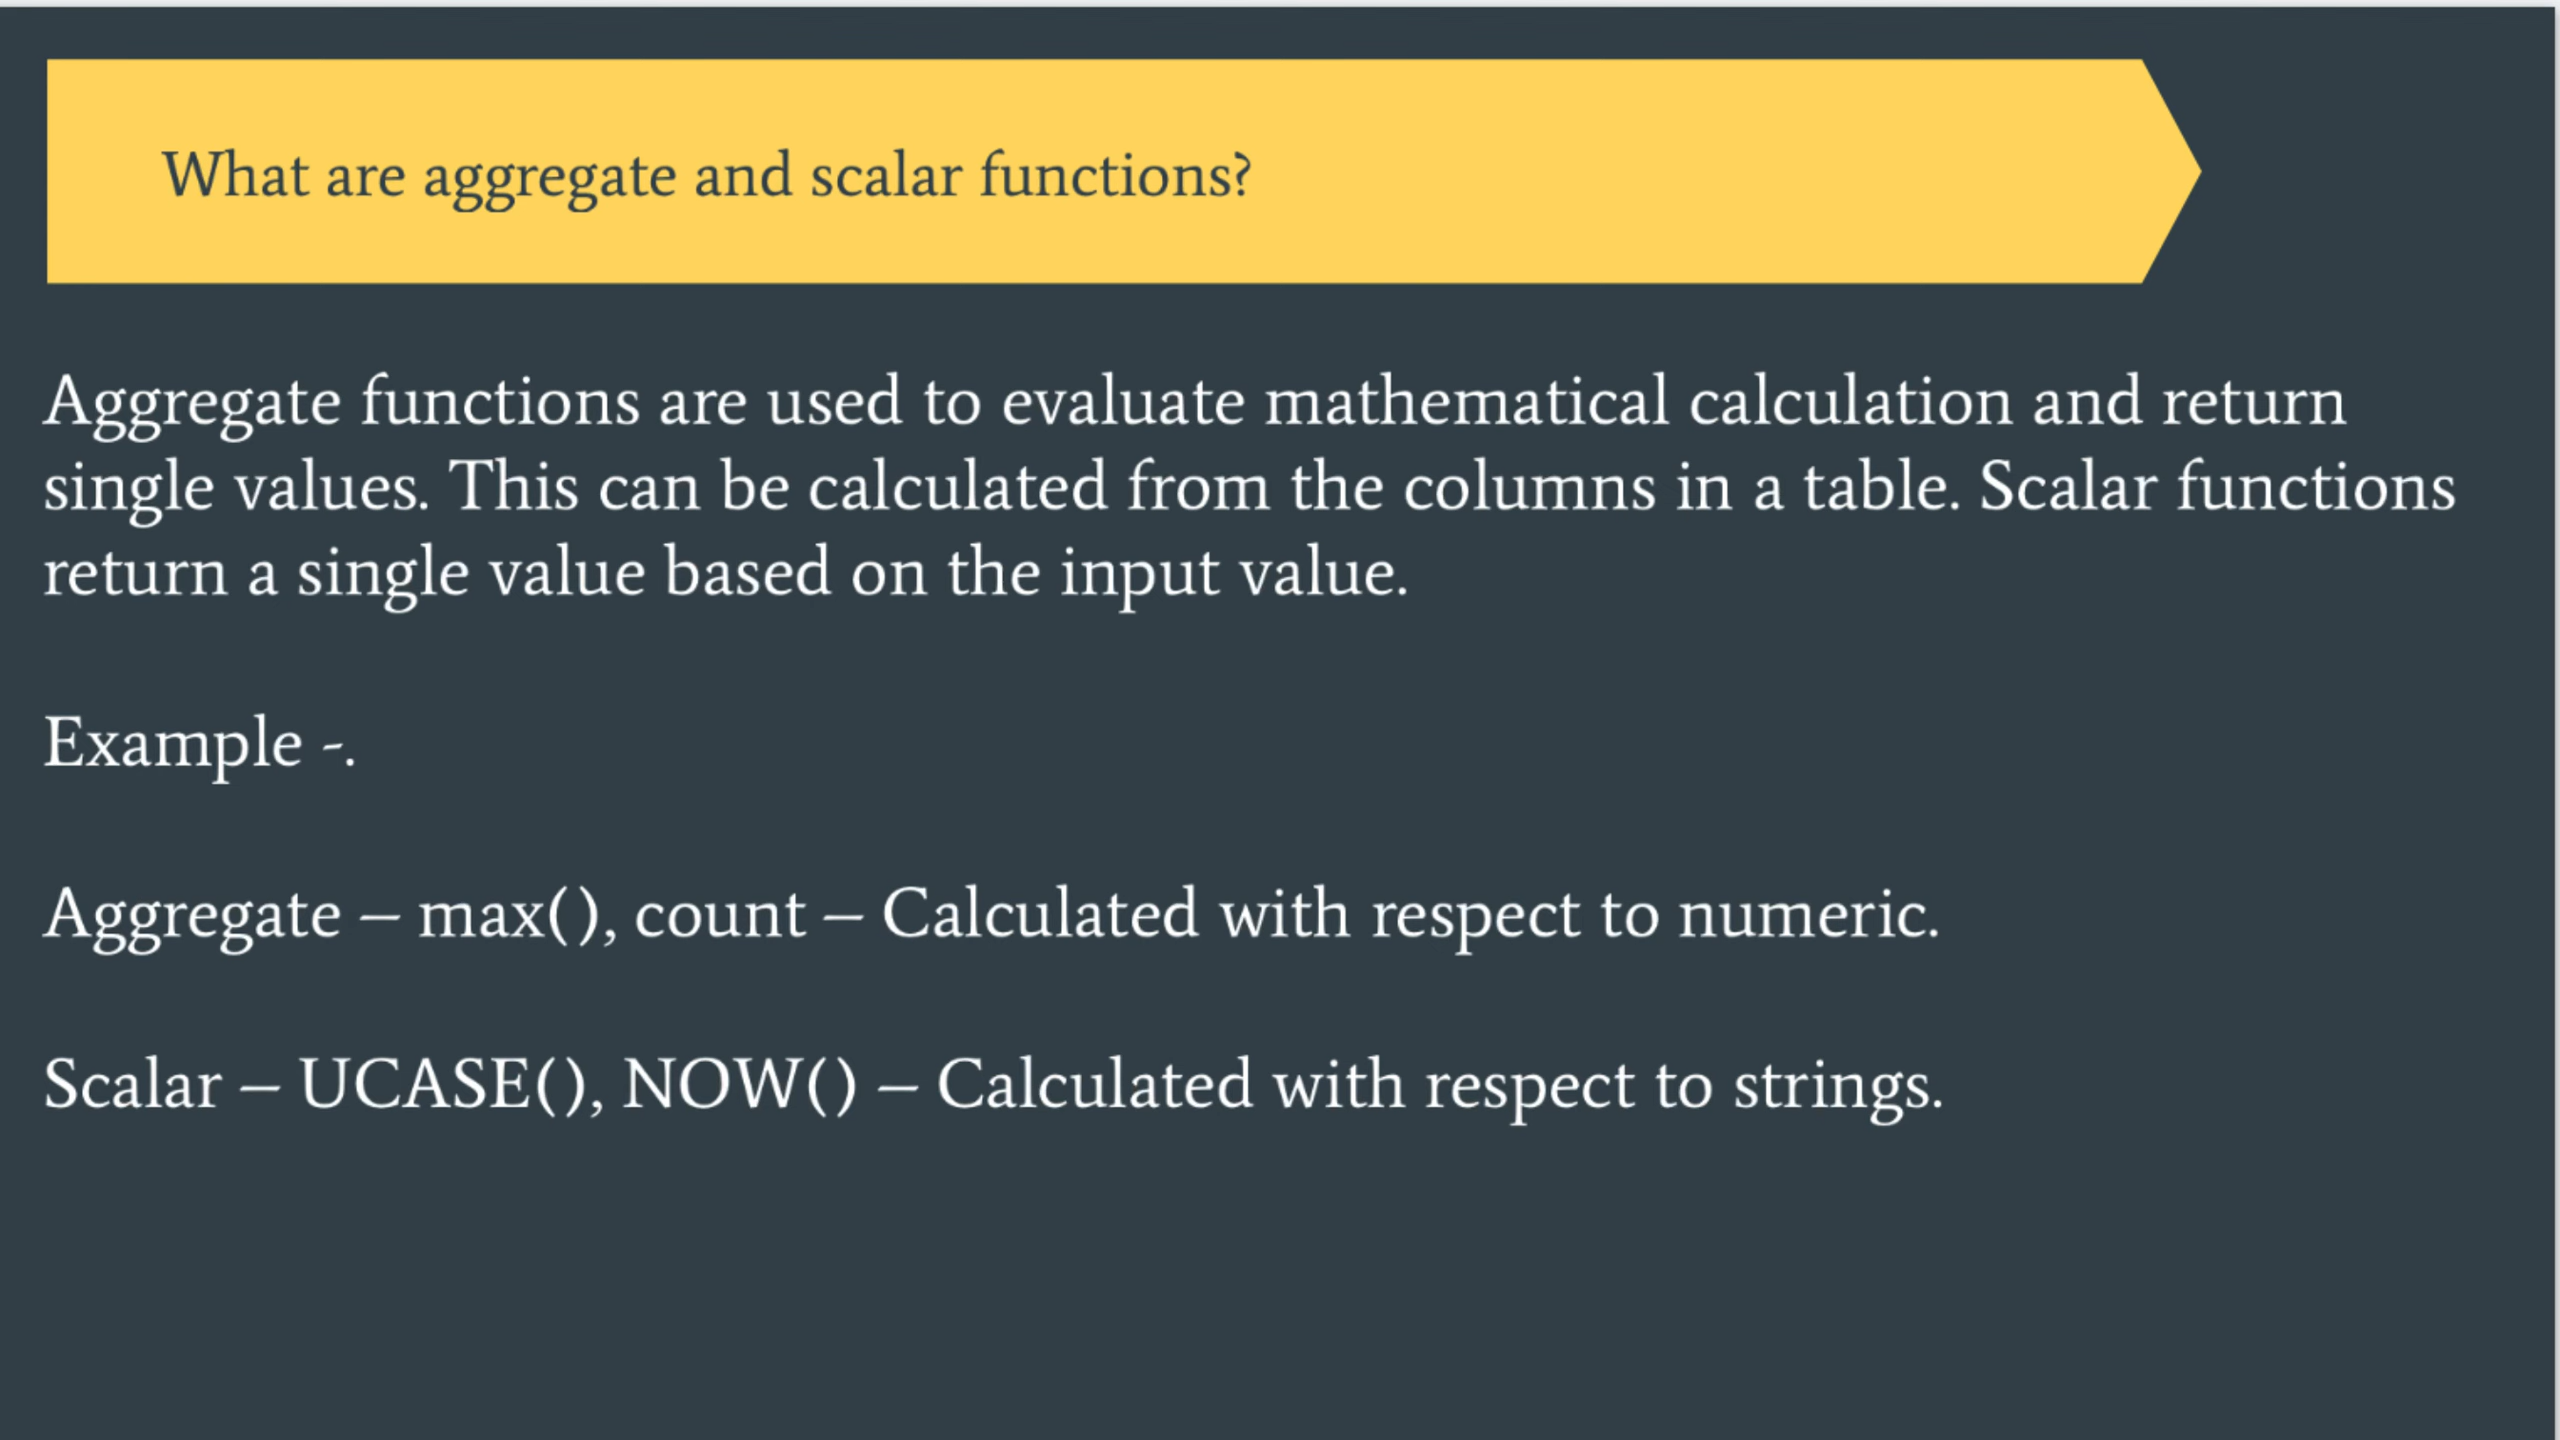 What are aggregate and scalar functions?
Aggregate functions are used to evaluate mathematical calculation and return
single values. This can be calculated from the columns in a table. Scalar functions
return a single value based on the input value.
Example -.
Aggregate – max(), count – Calculated with respect to numeric.
Scalar – UCASE(), NOW() – Calculated with respect to strings.